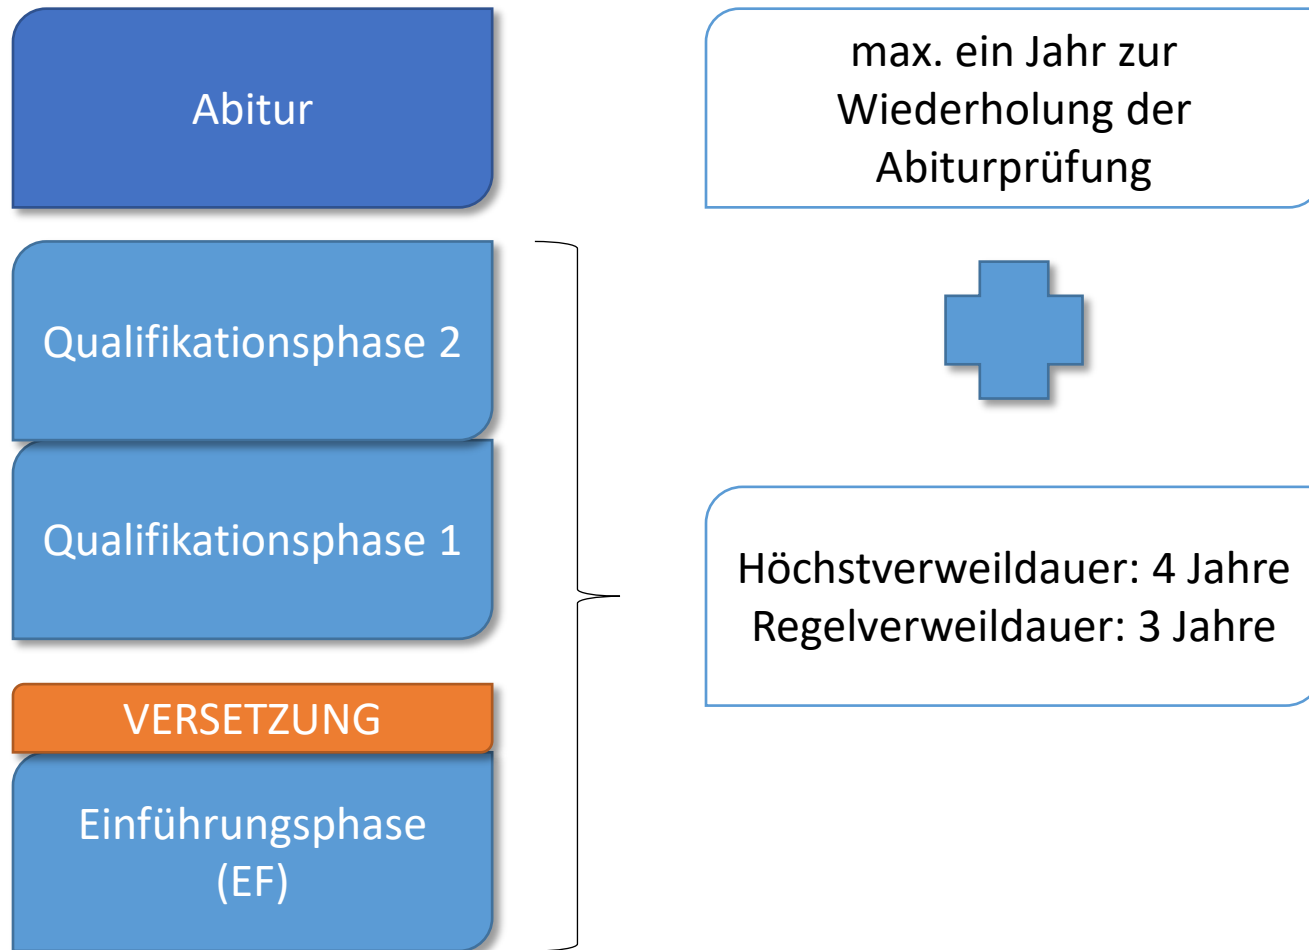 Abitur
max. ein Jahr zur
Wiederholung der
Abiturprüfung
Qualifikationsphase 2
Qualifikationsphase 1
Höchstverweildauer: 4 Jahre
Regelverweildauer: 3 Jahre
VERSETZUNG
Einführungsphase
(EF)